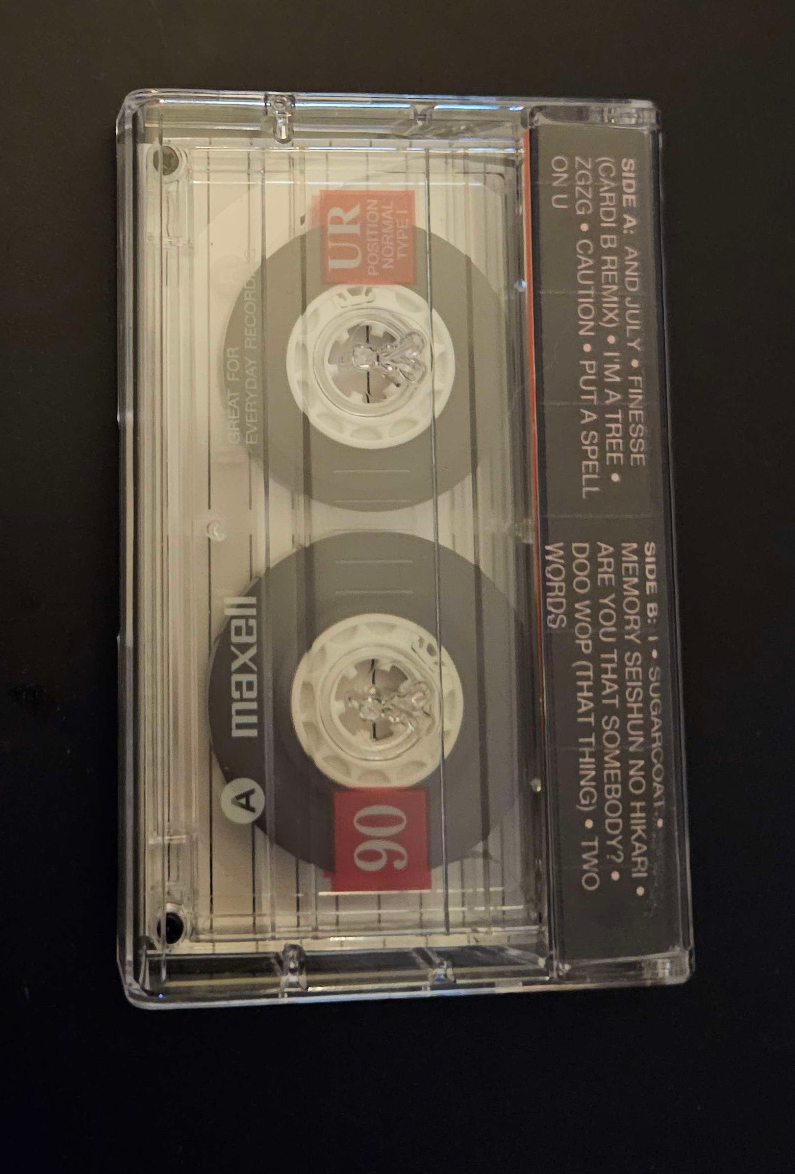 SIDE A: AND JULY • FINESSE
(CARDI B REMIX) • I'M A TREE •
ZGZG • CAUTION • PUT A SPELL
ON U
SIDE B: I • SUGARCOAT •
MEMORY SEISHUN NO HIKARI •
ARE YOU THAT SOMEBODY? •
DOO WOP (THAT THING) • TWO
WORDS
UR
POSITION
NORMAL
TYPE I
GREAT FOR
EVERYDAY RECORDING
maxell
A
90